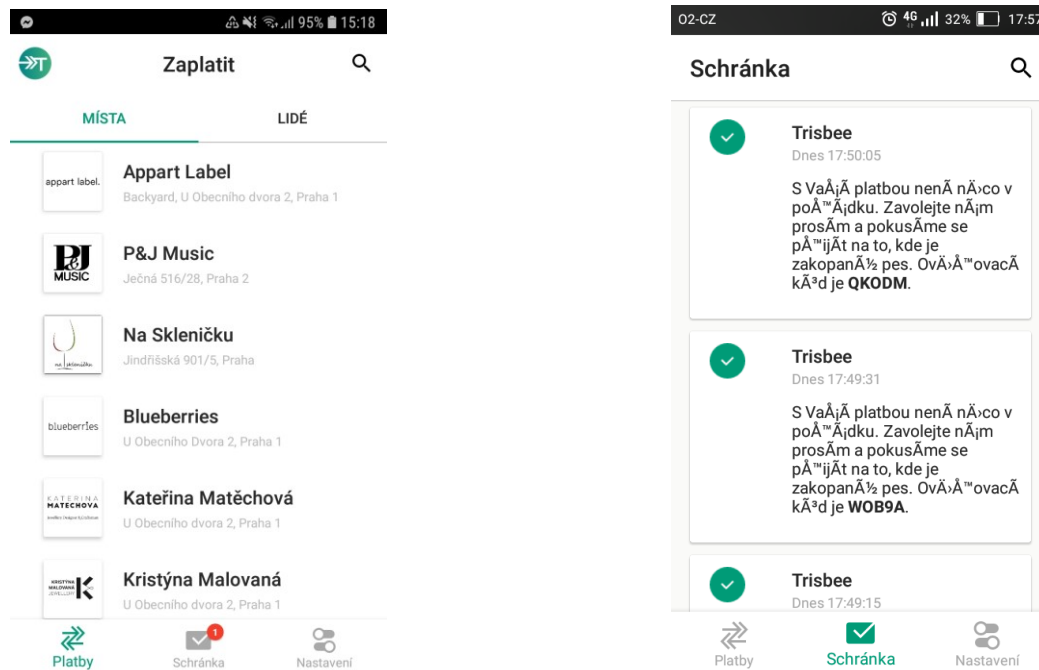 95% 15:18
Zaplatit
MÍSTA LIDÉ
appart label.
Appart Label
Backyard, U Obecního dvora 2, Praha 1
P&J
MUSIC
P&J Music
Ječná 516/28, Praha 2
na skleničku
Na Skleničku
Jindřišská 901/5, Praha
blueberries
Blueberries
U Obecního Dvora 2, Praha 1
KATEŘINA
MATECHOVA
Kateřina Matěchová
U Obecního dvora 2, Praha 1
KRISTÝNA
MALOVANÁ
JEWELLERY
K
Kristýna Malovaná
U Obecního dvora 2, Praha 1
1
Platby Schránka Nastavení
O2-CZ 4G 32% 17:57
Schránka
Trisbee
Dnes 17:50:05
S VaÅ¡Ã platbou nenÃ nÄ›co v
poÅ™Ã¡dku. Zavolejte nÃ¡m
prosÃm a pokusÃme se
pÅ™ijÃt na to, kde je
zakopanÃ½ pes. OvÄ›Å™ovacÃ
kÃ³d je QKODM.
Trisbee
Dnes 17:49:31
S VaÅ¡Ã platbou nenÃ nÄ›co v
poÅ™Ã¡dku. Zavolejte nÃ¡m
prosÃm a pokusÃme se
pÅ™ijÃt na to, kde je
zakopanÃ½ pes. OvÄ›Å™ovacÃ
kÃ³d je WOB9A.
Trisbee
Dnes 17:49:15
Platby Schránka Nastavení